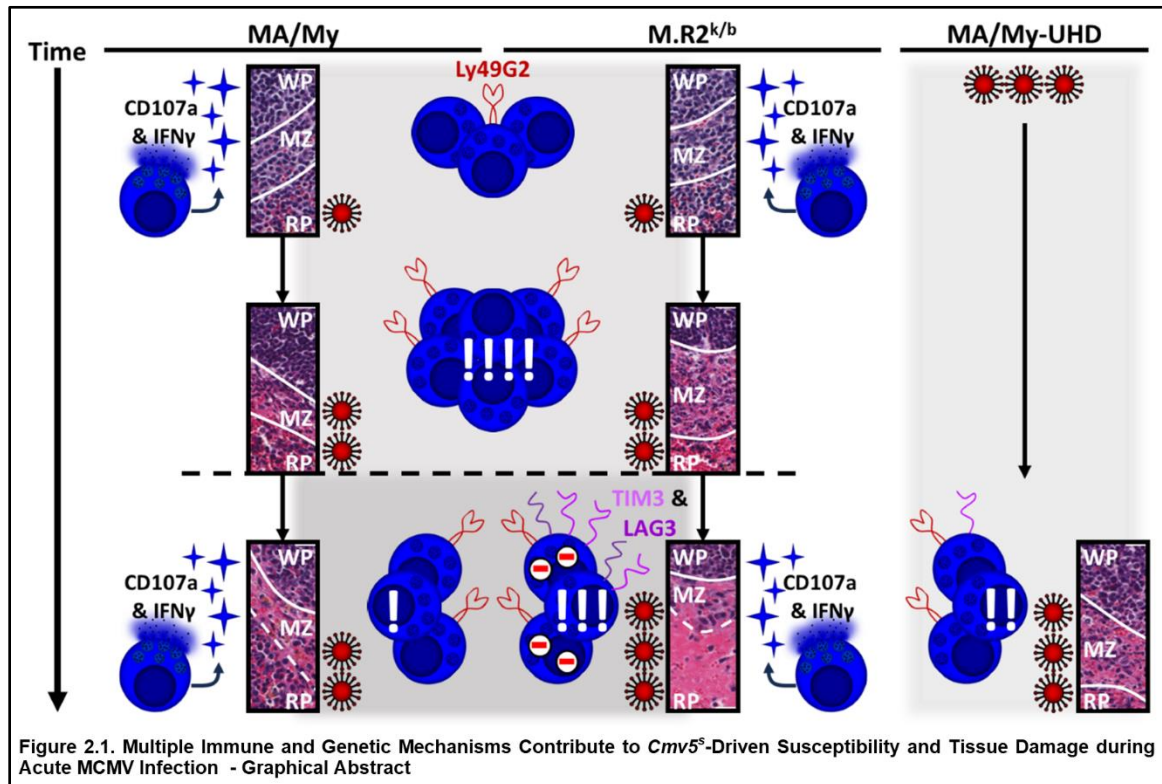 Time
MA/My
M.R2k/b
MA/My-UHD
CD107a
& IFNγ
WP
MZ
RP
Ly49G2
WP
MZ
RP
CD107a
& IFNγ
WP
MZ
RP
!!!!
WP
MZ
RP
CD107a
& IFNγ
WP
MZ
RP
!
TIM3 &
LAG3
!!!
WP
MZ
RP
CD107a
& IFNγ
!!
WP
MZ
RP
Figure 2.1. Multiple Immune and Genetic Mechanisms Contribute to Cmv5s-Driven Susceptibility and Tissue Damage during
Acute MCMV Infection - Graphical Abstract